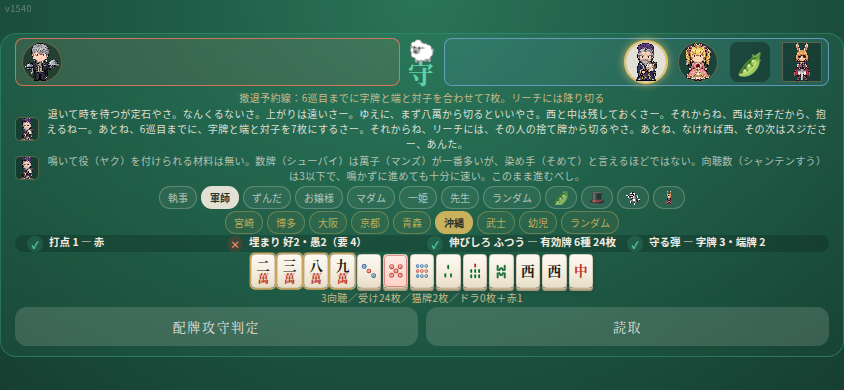 v1540
守
撤退予約線：6巡目までに字牌と端と対子を合わせて7枚。リーチには降り切る
退いて時を待つが定石やさ。なんくるないさ。上がりは遠いさー。ゆえに、まず八萬から切るといいやさ。西と中は残しておくさー。それからね、西は対子だから、抱
えるねー。あとね、6巡目までに、字牌と端と対子を7枚にするさー。それからね、リーチには、その人の捨て牌から切るやさ。あとね、なければ西、その次はスジださ
ー、あんた。
鳴いて役（ヤク）を付けられる材料は無い。数牌（シューパイ）は萬子（マンズ）が一番多いが、染め手（そめて）と言えるほどではない。向聴数（シャンテンすう）
は3以下で、鳴かずに進めても十分に速い。このまま進むべし。
執事 軍師 ずんだ お嬢様 マダム 一姫 先生 ランダム
宮崎 博多 大阪 京都 青森 沖縄 武士 幼児 ランダム
✓ 打点 1 — 赤 ✕ 埋まり 好2・愚2（要 4） ✓ 伸びしろ ふつう — 有効牌 6種 24枚 ✓ 守る弾 — 字牌 3・端牌 2
二萬 三萬 八萬 九萬 西 西 中
3向聴／受け24枚／猫牌2枚／ドラ0枚＋赤1
配牌攻守判定 読取